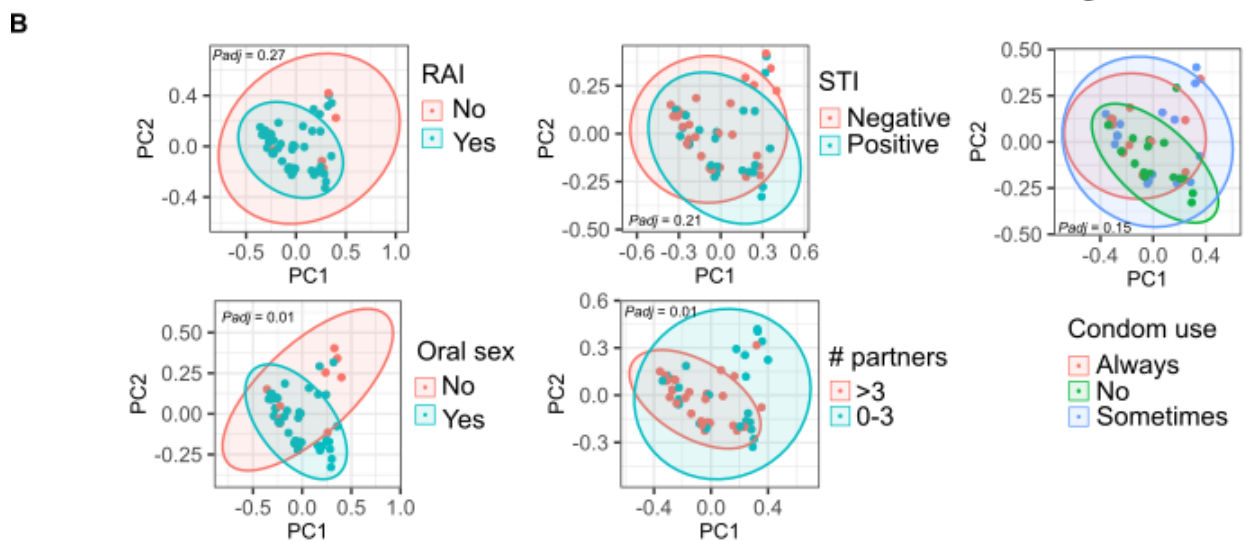 B
Padj = 0.27
0.4
0.0
-0.4
PC2
-0.5 0.0 0.5 1.0
PC1
RAI
No
Yes
0.25
0.00
-0.25
-0.50
PC2
Padj = 0.21
-0.6 -0.3 0.0 0.3 0.6
PC1
STI
Negative
Positive
0.50
0.25
0.00
-0.25
-0.50
PC2
Padj = 0.15
-0.4 0.0 0.4
PC1
Condom use
Always
No
Sometimes
Padj = 0.01
0.50
0.25
0.00
-0.25
PC2
-0.5 0.0 0.5 1.0
PC1
Oral sex
No
Yes
0.6
0.3
0.0
-0.3
PC2
Padj = 0.01
-0.4 0.0 0.4
PC1
# partners
>3
0-3